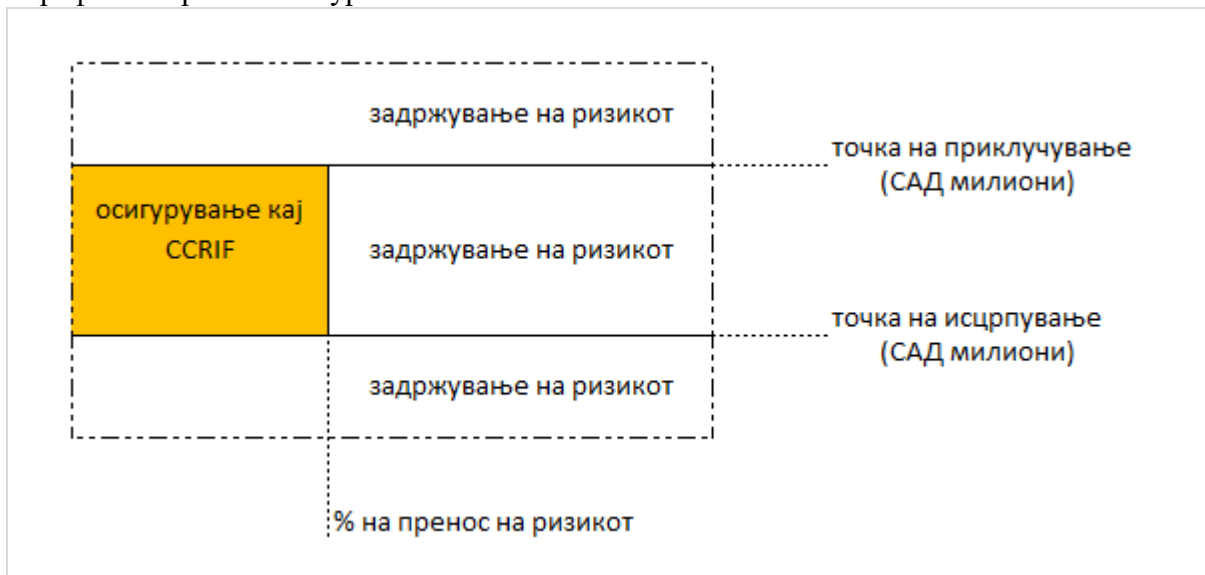 задржување на ризикот
точка на приклучување
(САД милиони)
осигурување кај
CCRIF
задржување на ризикот
точка на исцрпување
(САД милиони)
задржување на ризикот
% на пренос на ризикот